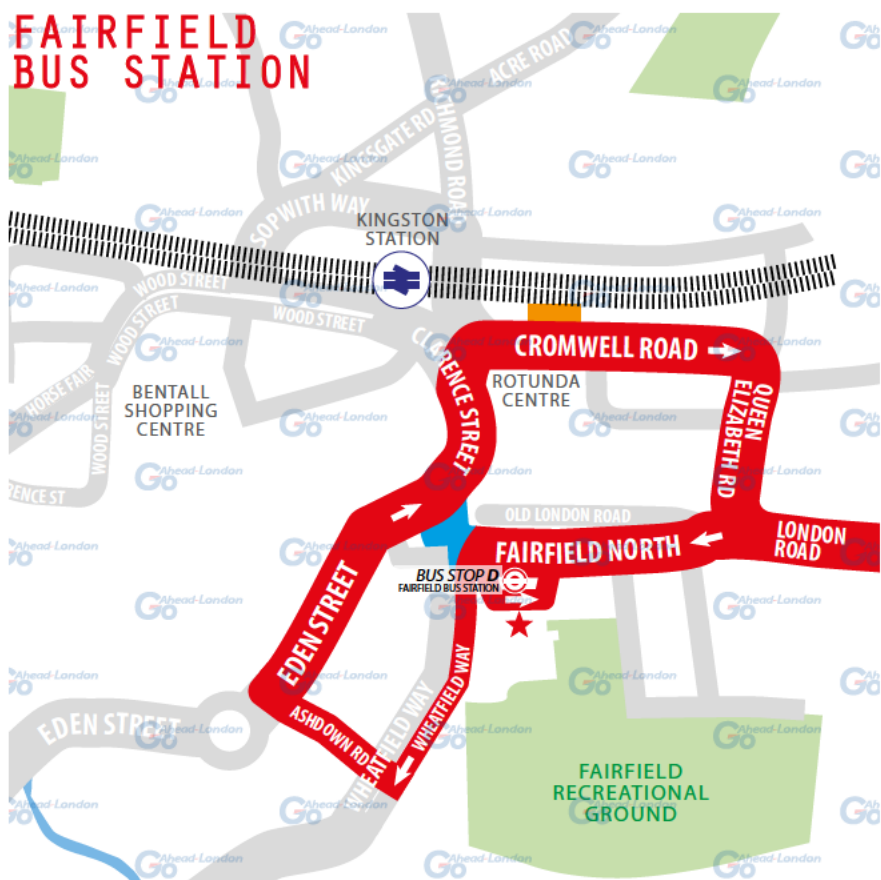 FAIRFIELD
BUS STATION
ACRE ROAD
KINGSGATE RD
HMOND ROAD
SOPWITH WAY
KINGSTON
STATION
WOOD STREET
WOOD STREET
WOOD STREET
HORSE FAIR
WOOD STREET
RENCE ST
BENTALL
SHOPPING
CENTRE
CLARENCE STREET
CROMWELL ROAD
ROTUNDA
CENTRE
QUEEN
ELIZABETH RD
OLD LONDON ROAD
FAIRFIELD NORTH
LONDON
ROAD
BUS STOP D
FAIRFIELD BUS STATION
EDEN STREET
EDEN STREET
ASHDOWN RD
WHEATFIELD WAY
WHEATFIELD WAY
FAIRFIELD
RECREATIONAL
GROUND
Go Ahead-London